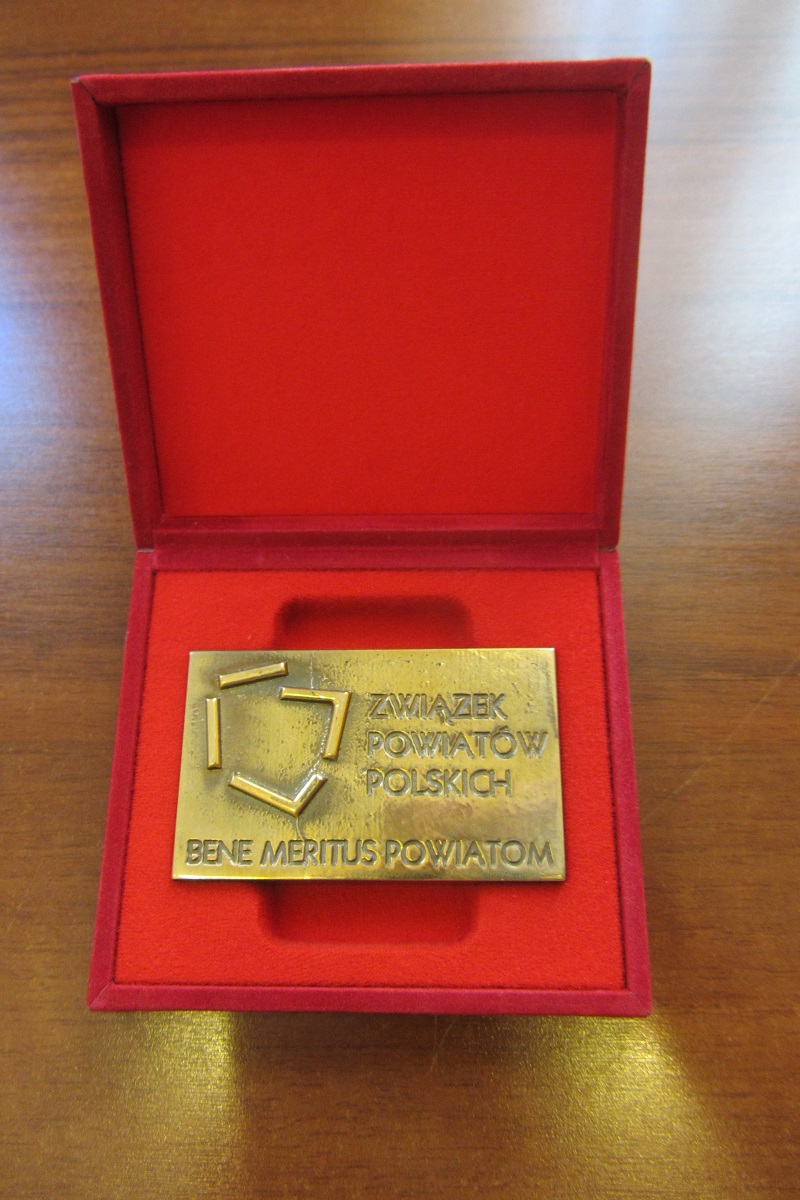 ZWIĄZEK
POWIATÓW
POLSKICH
BENE MERITUS POWIATOM